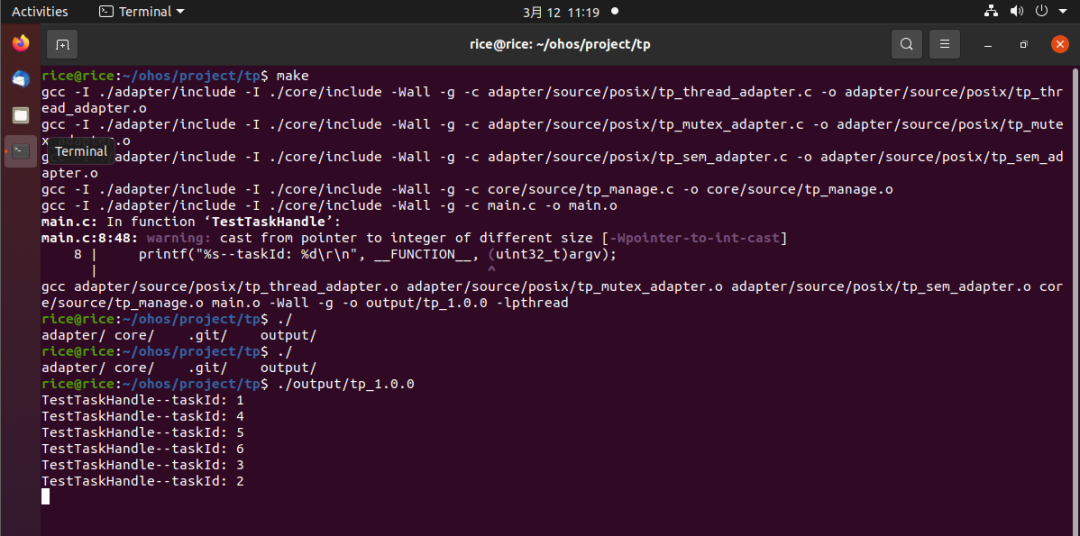 Activities
Terminal
3月 12 11:19
rice@rice: ~/ohos/project/tp
rice@rice:~/ohos/project/tp$ make
gcc -I ./adapter/include -I ./core/include -Wall -g -c adapter/source/posix/tp_thread_adapter.c -o adapter/source/posix/tp_thr
ead_adapter.o
gcc -I ./adapter/include -I ./core/include -Wall -g -c adapter/source/posix/tp_mutex_adapter.c -o adapter/source/posix/tp_mute
x_adapter.o
Terminal
gcc -I ./adapter/include -I ./core/include -Wall -g -c adapter/source/posix/tp_sem_adapter.c -o adapter/source/posix/tp_sem_ad
apter.o
gcc -I ./adapter/include -I ./core/include -Wall -g -c core/source/tp_manage.c -o core/source/tp_manage.o
gcc -I ./adapter/include -I ./core/include -Wall -g -c main.c -o main.o
main.c: In function ‘TestTaskHandle’:
main.c:8:48: warning: cast from pointer to integer of different size [-Wpointer-to-int-cast]
8 |     printf("%s--taskId: %d\r\n", __FUNCTION__, (uint32_t)argv);
|                                                ^
gcc adapter/source/posix/tp_thread_adapter.o adapter/source/posix/tp_mutex_adapter.o adapter/source/posix/tp_sem_adapter.o cor
e/source/tp_manage.o main.o -Wall -g -o output/tp_1.0.0 -lpthread
rice@rice:~/ohos/project/tp$ ./
adapter/ core/    .git/    output/
rice@rice:~/ohos/project/tp$ ./
adapter/ core/    .git/    output/
rice@rice:~/ohos/project/tp$ ./output/tp_1.0.0
TestTaskHandle--taskId: 1
TestTaskHandle--taskId: 4
TestTaskHandle--taskId: 5
TestTaskHandle--taskId: 6
TestTaskHandle--taskId: 3
TestTaskHandle--taskId: 2